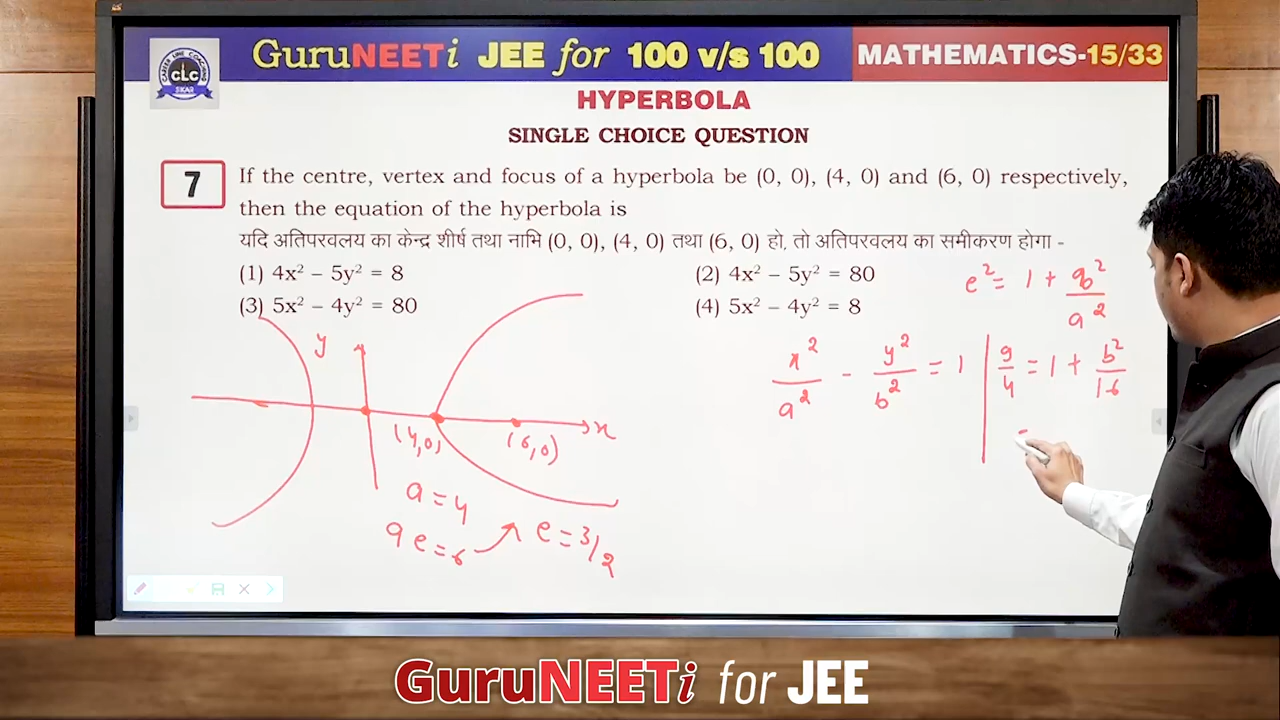 GuruNEETi JEE for 100 v/s 100
MATHEMATICS-15/33
CAREER LINE COACHING
CLC
SIKAR
HYPERBOLA
SINGLE CHOICE QUESTION
7
If the centre, vertex and focus of a hyperbola be (0, 0), (4, 0) and (6, 0) respectively,
then the equation of the hyperbola is
यदि अतिपरवलय का केन्द्र शीर्ष तथा नाभि (0, 0), (4, 0) तथा (6, 0) हो, तो अतिपरवलय का समीकरण होगा -
(1) 4x² – 5y² = 8
(2) 4x² – 5y² = 80
(3) 5x² – 4y² = 80
(4) 5x² – 4y² = 8
e² = 1 + b²/a²
x²/a² - y²/b² = 1
9/4 = 1 + b²/16
y
x
(4,0)
(6,0)
a = 4
ae = 6
e = 3/2
GuruNEETi for JEE